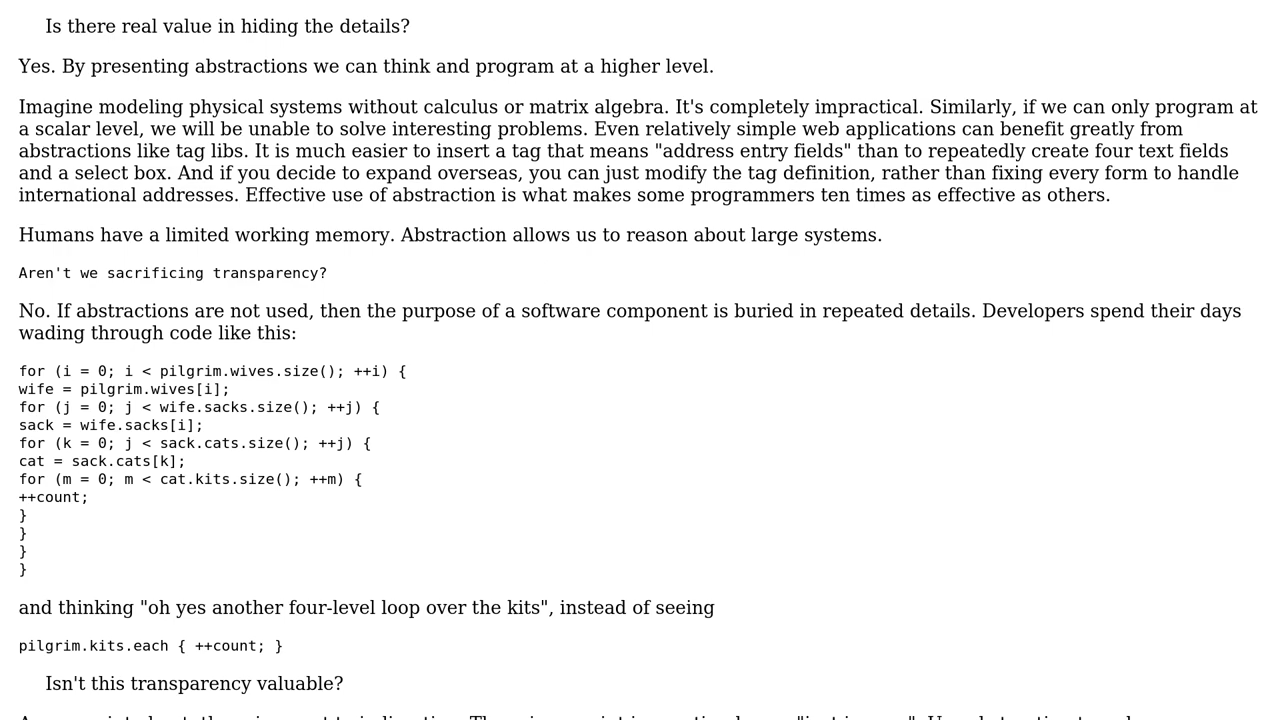 Is there real value in hiding the details?
Yes. By presenting abstractions we can think and program at a higher level.
Imagine modeling physical systems without calculus or matrix algebra. It's completely impractical. Similarly, if we can only program at
a scalar level, we will be unable to solve interesting problems. Even relatively simple web applications can benefit greatly from
abstractions like tag libs. It is much easier to insert a tag that means "address entry fields" than to repeatedly create four text fields
and a select box. And if you decide to expand overseas, you can just modify the tag definition, rather than fixing every form to handle
international addresses. Effective use of abstraction is what makes some programmers ten times as effective as others.
Humans have a limited working memory. Abstraction allows us to reason about large systems.
Aren't we sacrificing transparency?
No. If abstractions are not used, then the purpose of a software component is buried in repeated details. Developers spend their days
wading through code like this:
for (i = 0; i < pilgrim.wives.size(); ++i) {
wife = pilgrim.wives[i];
for (j = 0; j < wife.sacks.size(); ++j) {
sack = wife.sacks[i];
for (k = 0; j < sack.cats.size(); ++j) {
cat = sack.cats[k];
for (m = 0; m < cat.kits.size(); ++m) {
++count;
}
}
}
}
and thinking "oh yes another four-level loop over the kits", instead of seeing
pilgrim.kits.each { ++count; }
Isn't this transparency valuable?